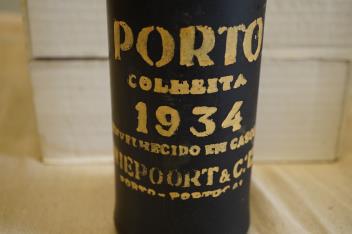 PORTO
COLHEITA
1934
ENVELHECIDO EM CASCO
NIEPOORT & C.ª
PORTO-PORTUGAL